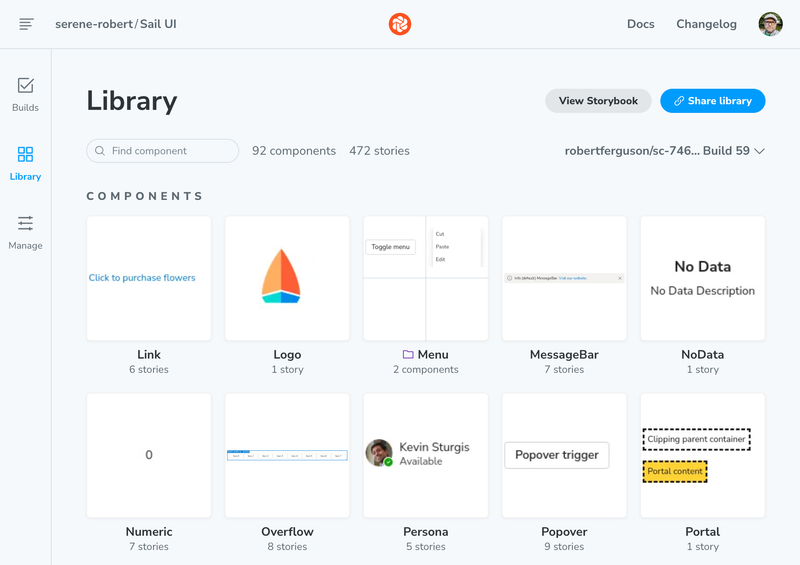 serene-robert / Sail UI
Docs
Changelog
Builds
Library
Manage
Library
View Storybook
Share library
Find component
92 components
472 stories
robertferguson/sc-746... Build 59
COMPONENTS
Click to purchase flowers
Toggle menu
Cut
Paste
Edit
Info (default) MessageBar. Visit our website.
No Data
No Data Description
Link
6 stories
Logo
1 story
Menu
2 components
MessageBar
7 stories
NoData
1 story
0
Kevin Sturgis
Available
Popover trigger
Clipping parent container
Portal content
Numeric
7 stories
Overflow
8 stories
Persona
5 stories
Popover
9 stories
Portal
1 story